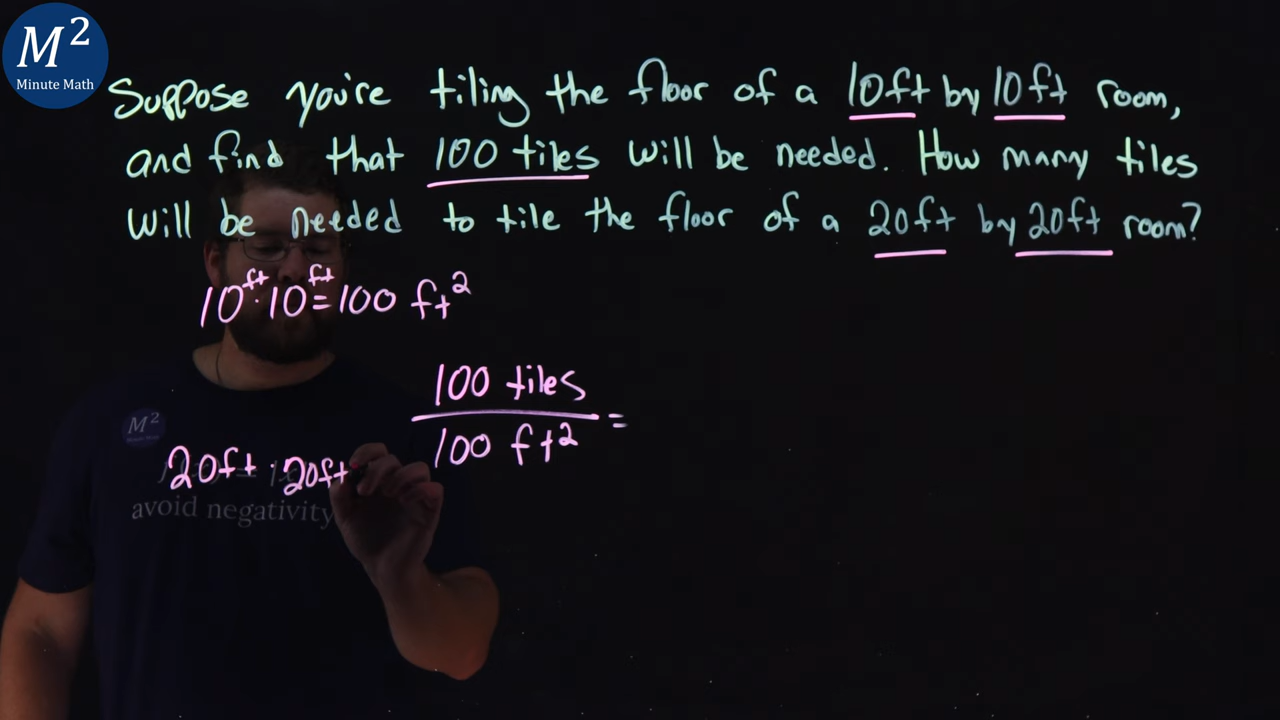 M²
Minute Math
Suppose you're tiling the floor of a 10ft by 10ft room,
and find that 100 tiles will be needed. How many tiles
will be needed to tile the floor of a 20ft by 20ft room?
10ft · 10ft = 100 ft²
100 tiles
100 ft² =
M²
20ft · 20ft
avoid negativity